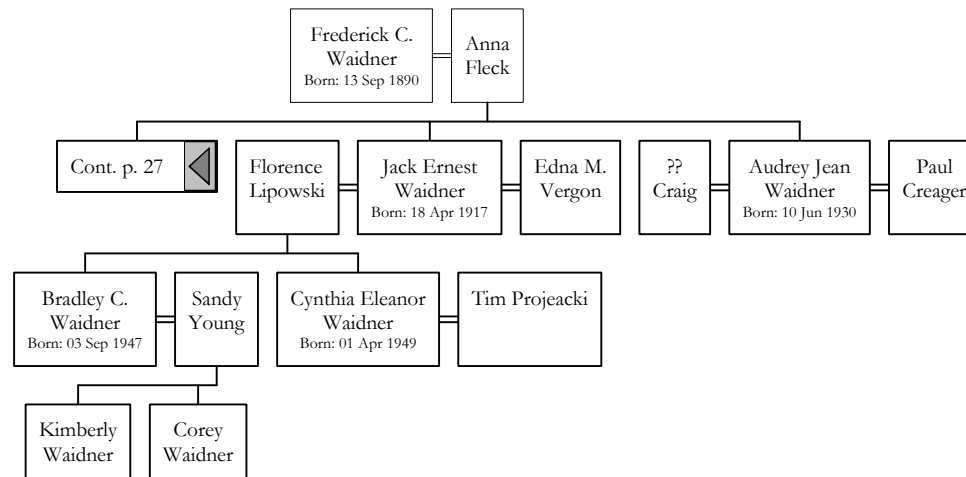 Frederick C.
Waidner
Born: 13 Sep 1890
Anna
Fleck
Cont. p. 27
Florence
Lipowski
Jack Ernest
Waidner
Born: 18 Apr 1917
Edna M.
Vergon
??
Craig
Audrey Jean
Waidner
Born: 10 Jun 1930
Paul
Creager
Bradley C.
Waidner
Born: 03 Sep 1947
Sandy
Young
Cynthia Eleanor
Waidner
Born: 01 Apr 1949
Tim Projeacki
Kimberly
Waidner
Corey
Waidner